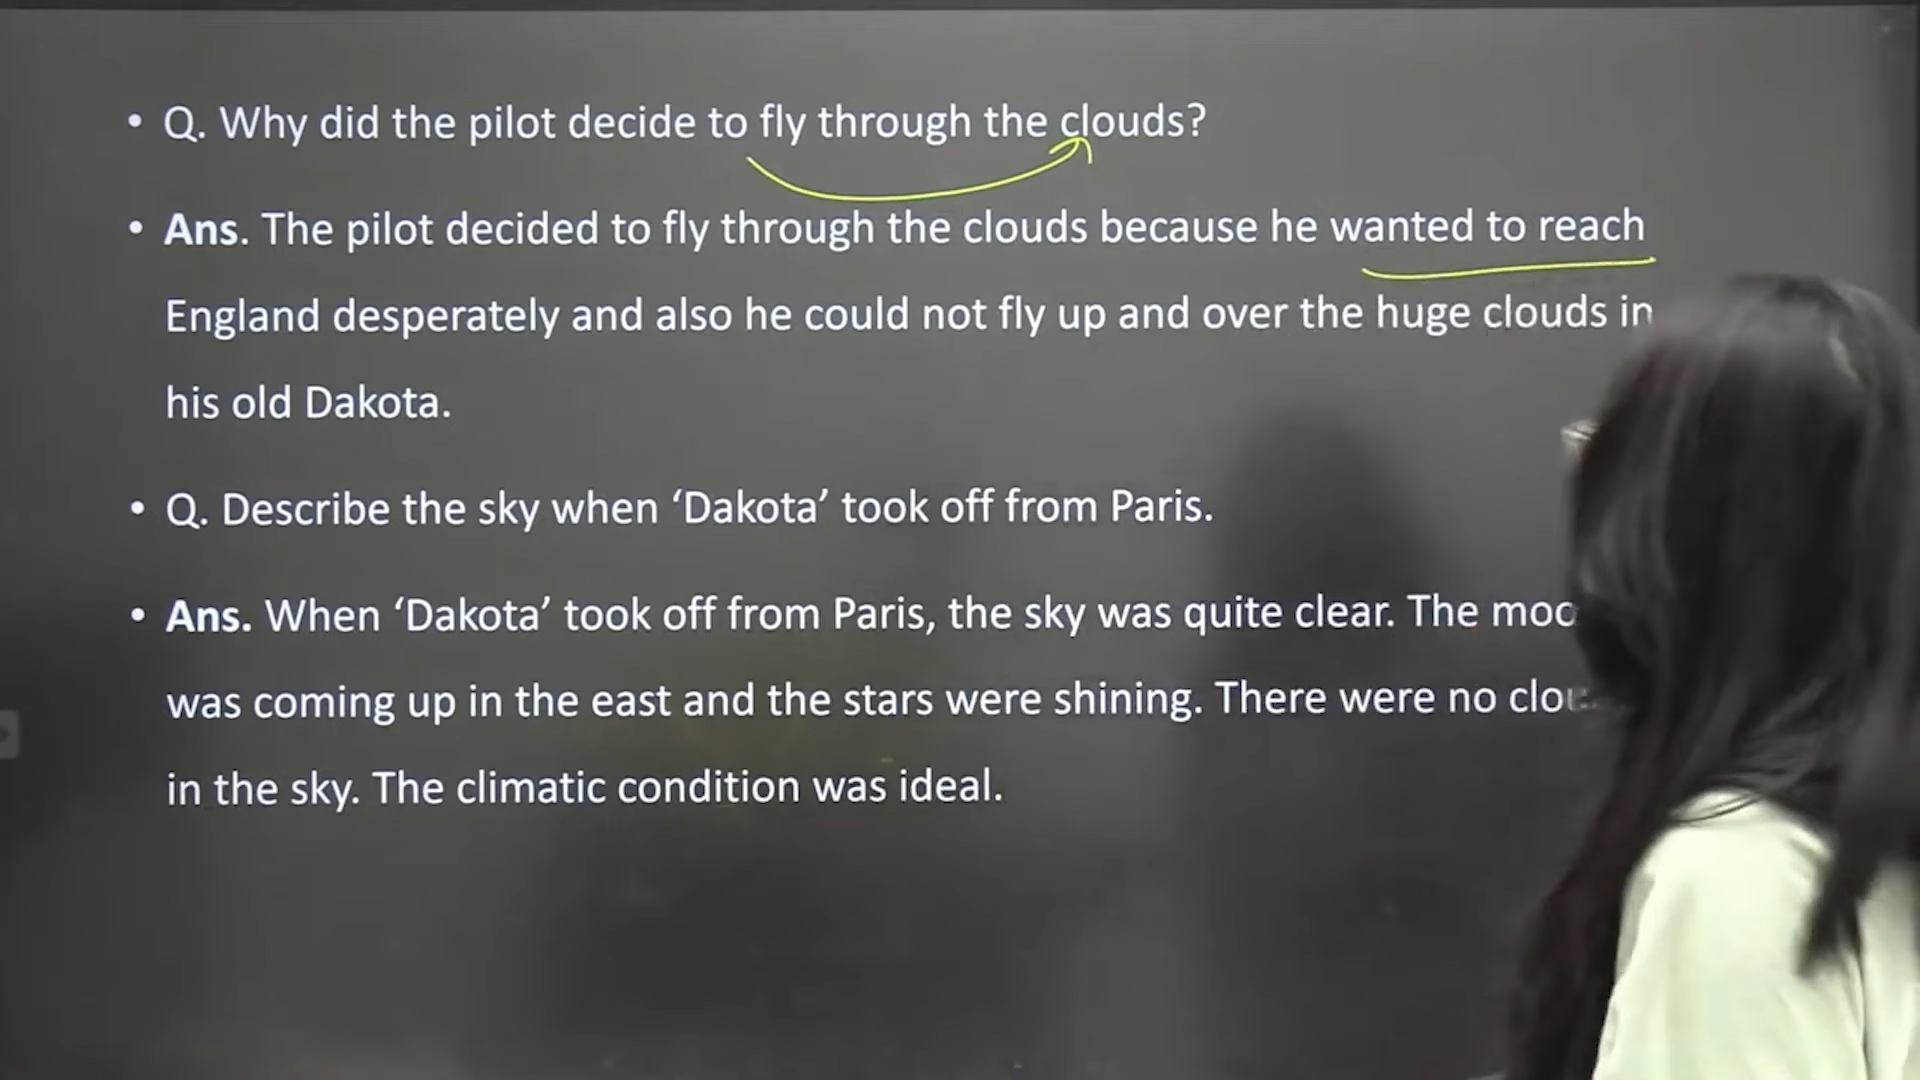 • Q. Why did the pilot decide to fly through the clouds?
• Ans. The pilot decided to fly through the clouds because he wanted to reach
England desperately and also he could not fly up and over the huge clouds in
his old Dakota.
• Q. Describe the sky when ‘Dakota’ took off from Paris.
• Ans. When ‘Dakota’ took off from Paris, the sky was quite clear. The
was coming up in the east and the stars were shining. There were no
in the sky. The climatic condition was ideal.